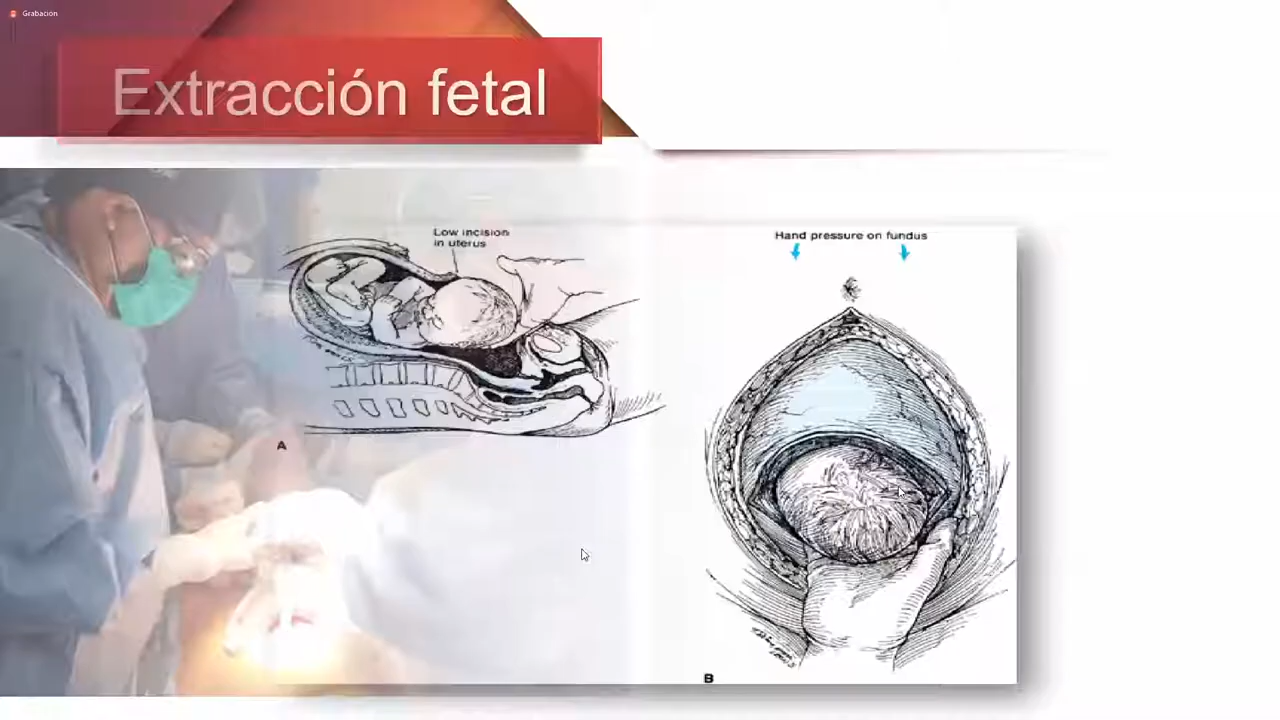 Grabación
Extracción fetal
Low incision
in uterus
Hand pressure on fundus
A
B